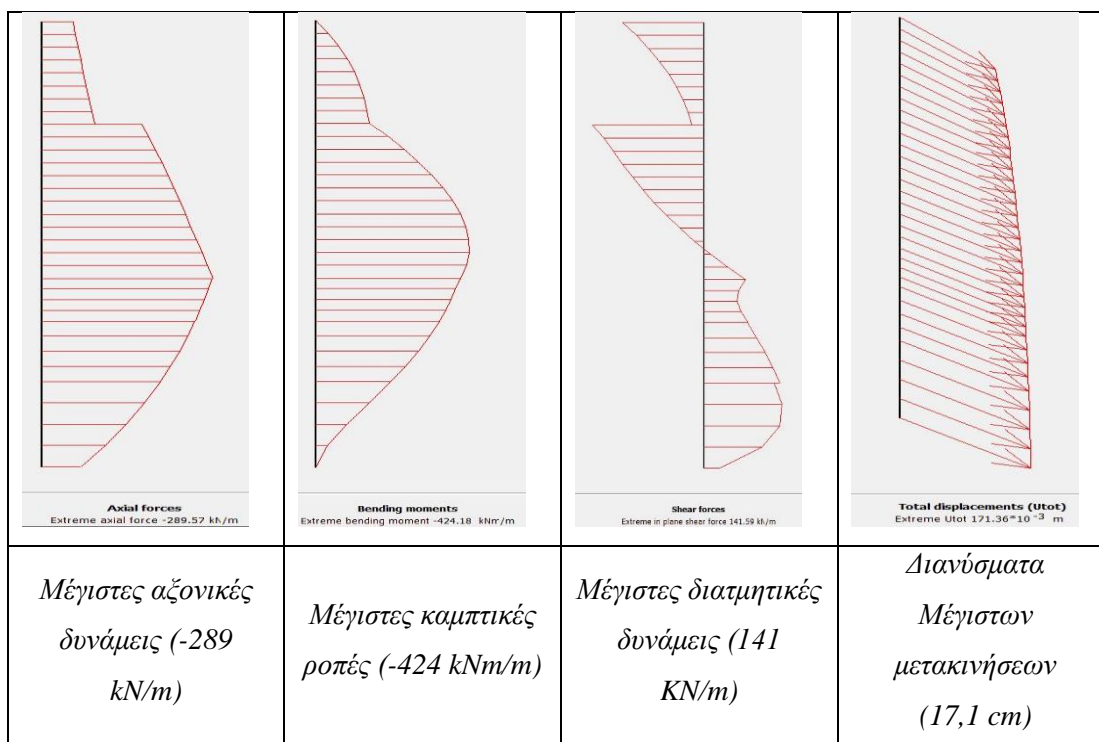 Axial forces
Extreme axial force -289.57 kN/m
Bending moments
Extreme bending moment -424.18 kNm/m
Shear forces
Extreme in plane shear force 141.59 kN/m
Total displacements (Utot)
Extreme Utot 171.36*10 -3 m
Μέγιστες αξονικές
δυνάμεις (-289
kN/m)
Μέγιστες καμπτικές
ροπές (-424 kNm/m)
Μέγιστες διατμητικές
δυνάμεις (141
KN/m)
Διανύσματα
Μέγιστων
μετακινήσεων
(17,1 cm)